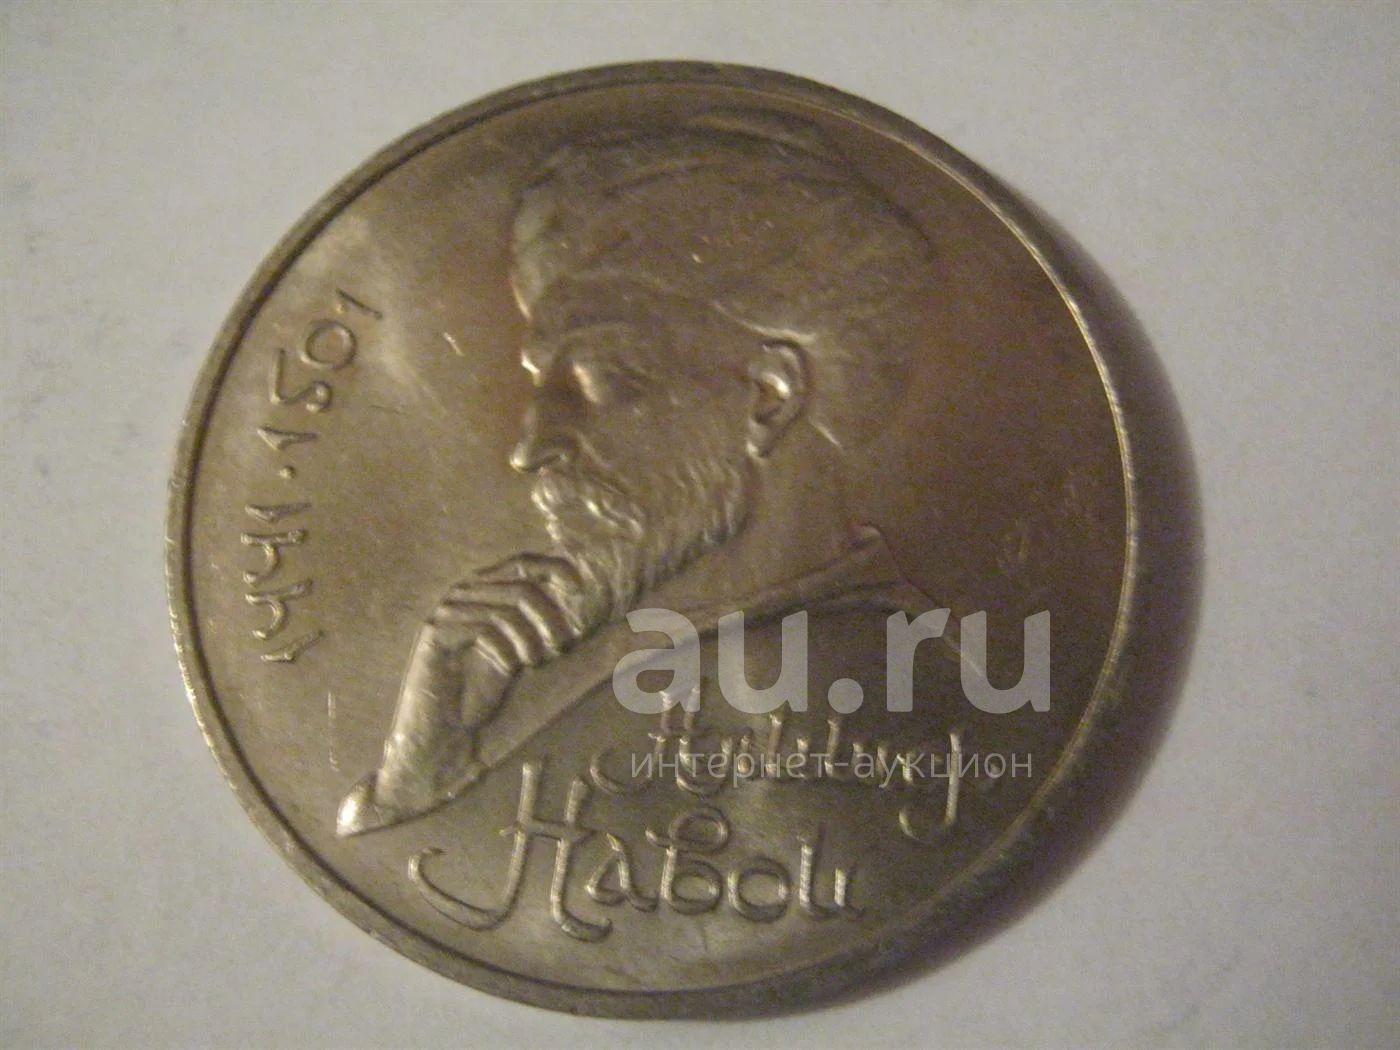 1441·1501
Алишер
Навои
au.ru
интернет-аукцион